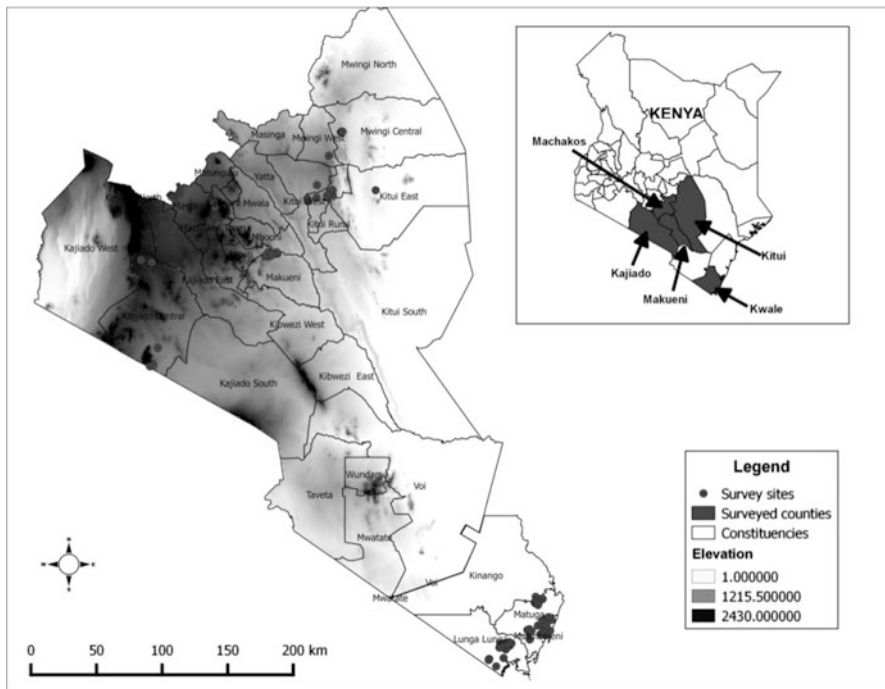 Mwingi North
Masinga
Mwingi West
Mwingi Central
Yatta
Kitui East
Mwala
Kitui Rural
Kajiado West
Makueni
Kajiado East
Kitui South
Kajiado Central
Kibwezi West
Kajiado South
Kibwezi East
Taveta
Voi
Mwatate
Kinango
Voi
Mwatate
Matuga
0 50 100 150 200 km
KENYA
Machakos
Kajiado
Kitui
Makueni
Kwale
Legend
Survey sites
Surveyed counties
Constituencies
Elevation
1.000000
1215.500000
2430.000000